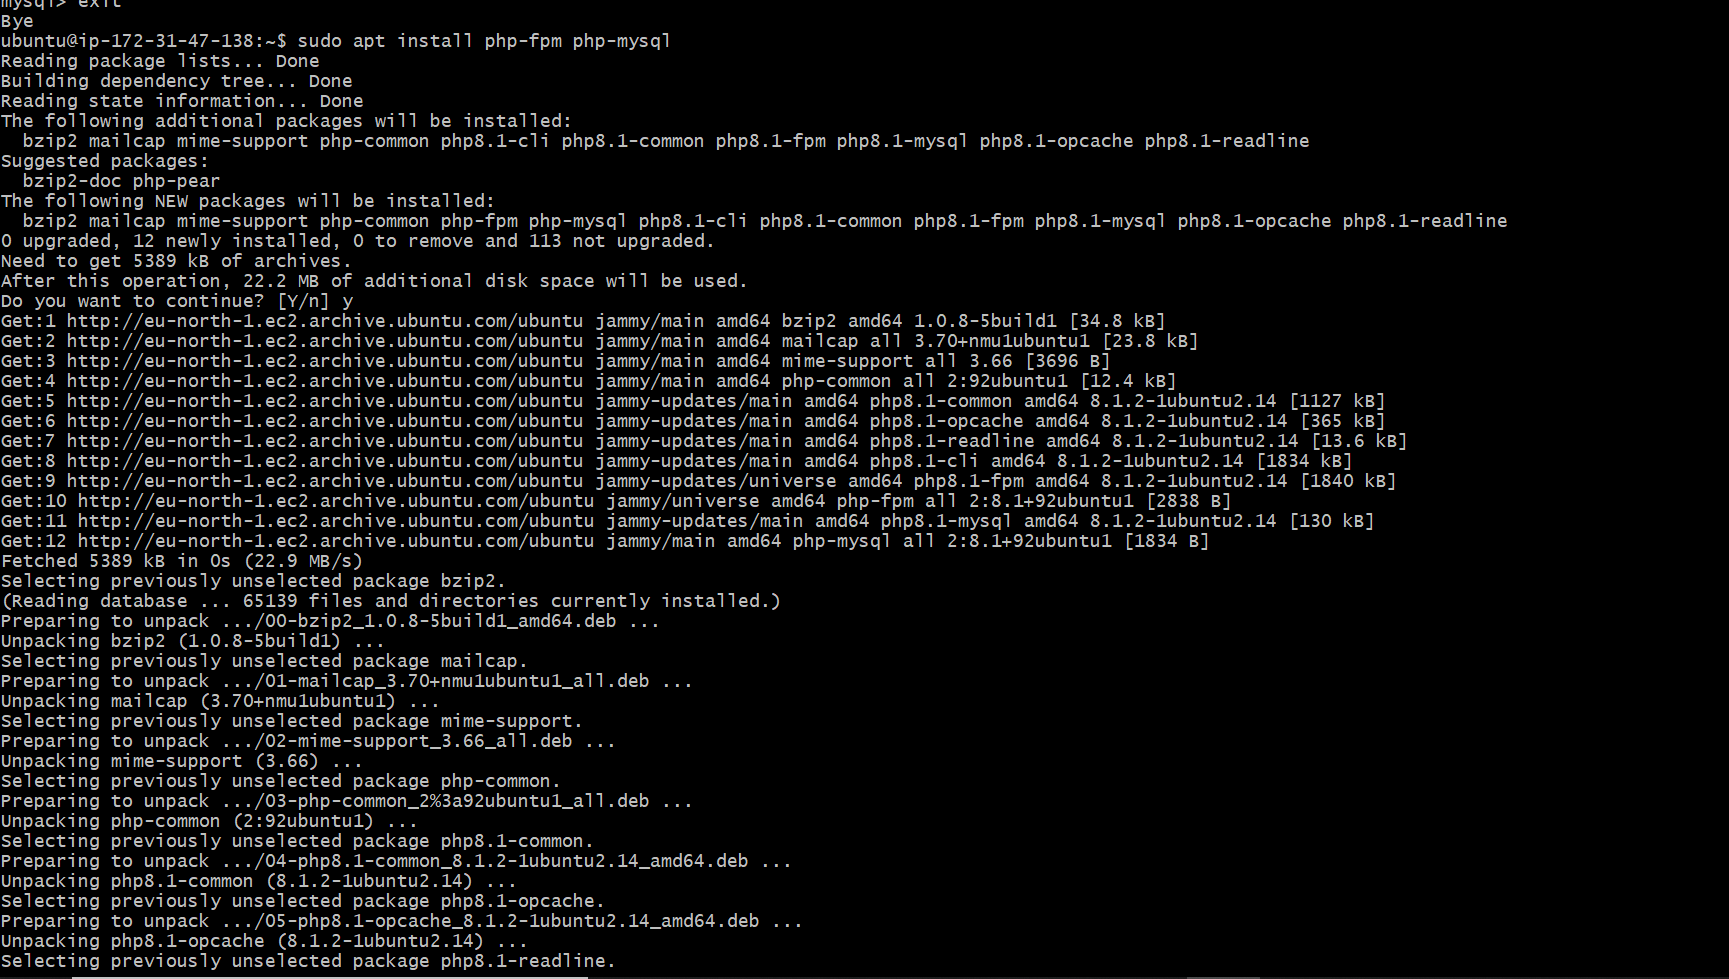 mysql> exit
Bye
ubuntu@ip-172-31-47-138:~$ sudo apt install php-fpm php-mysql
Reading package lists... Done
Building dependency tree... Done
Reading state information... Done
The following additional packages will be installed:
  bzip2 mailcap mime-support php-common php8.1-cli php8.1-common php8.1-fpm php8.1-mysql php8.1-opcache php8.1-readline
Suggested packages:
  bzip2-doc php-pear
The following NEW packages will be installed:
  bzip2 mailcap mime-support php-common php-fpm php-mysql php8.1-cli php8.1-common php8.1-fpm php8.1-mysql php8.1-opcache php8.1-readline
0 upgraded, 12 newly installed, 0 to remove and 113 not upgraded.
Need to get 5389 kB of archives.
After this operation, 22.2 MB of additional disk space will be used.
Do you want to continue? [Y/n] y
Get:1 http://eu-north-1.ec2.archive.ubuntu.com/ubuntu jammy/main amd64 bzip2 amd64 1.0.8-5build1 [34.8 kB]
Get:2 http://eu-north-1.ec2.archive.ubuntu.com/ubuntu jammy/main amd64 mailcap all 3.70+nmu1ubuntu1 [23.8 kB]
Get:3 http://eu-north-1.ec2.archive.ubuntu.com/ubuntu jammy/main amd64 mime-support all 3.66 [3696 B]
Get:4 http://eu-north-1.ec2.archive.ubuntu.com/ubuntu jammy/main amd64 php-common all 2:92ubuntu1 [12.4 kB]
Get:5 http://eu-north-1.ec2.archive.ubuntu.com/ubuntu jammy-updates/main amd64 php8.1-common amd64 8.1.2-1ubuntu2.14 [1127 kB]
Get:6 http://eu-north-1.ec2.archive.ubuntu.com/ubuntu jammy-updates/main amd64 php8.1-opcache amd64 8.1.2-1ubuntu2.14 [365 kB]
Get:7 http://eu-north-1.ec2.archive.ubuntu.com/ubuntu jammy-updates/main amd64 php8.1-readline amd64 8.1.2-1ubuntu2.14 [13.6 kB]
Get:8 http://eu-north-1.ec2.archive.ubuntu.com/ubuntu jammy-updates/main amd64 php8.1-cli amd64 8.1.2-1ubuntu2.14 [1834 kB]
Get:9 http://eu-north-1.ec2.archive.ubuntu.com/ubuntu jammy-updates/universe amd64 php8.1-fpm amd64 8.1.2-1ubuntu2.14 [1840 kB]
Get:10 http://eu-north-1.ec2.archive.ubuntu.com/ubuntu jammy/universe amd64 php-fpm all 2:8.1+92ubuntu1 [2838 B]
Get:11 http://eu-north-1.ec2.archive.ubuntu.com/ubuntu jammy-updates/main amd64 php8.1-mysql amd64 8.1.2-1ubuntu2.14 [130 kB]
Get:12 http://eu-north-1.ec2.archive.ubuntu.com/ubuntu jammy/main amd64 php-mysql all 2:8.1+92ubuntu1 [1834 B]
Fetched 5389 kB in 0s (22.9 MB/s)
Selecting previously unselected package bzip2.
(Reading database ... 65139 files and directories currently installed.)
Preparing to unpack .../00-bzip2_1.0.8-5build1_amd64.deb ...
Unpacking bzip2 (1.0.8-5build1) ...
Selecting previously unselected package mailcap.
Preparing to unpack .../01-mailcap_3.70+nmu1ubuntu1_all.deb ...
Unpacking mailcap (3.70+nmu1ubuntu1) ...
Selecting previously unselected package mime-support.
Preparing to unpack .../02-mime-support_3.66_all.deb ...
Unpacking mime-support (3.66) ...
Selecting previously unselected package php-common.
Preparing to unpack .../03-php-common_2%3a92ubuntu1_all.deb ...
Unpacking php-common (2:92ubuntu1) ...
Selecting previously unselected package php8.1-common.
Preparing to unpack .../04-php8.1-common_8.1.2-1ubuntu2.14_amd64.deb ...
Unpacking php8.1-common (8.1.2-1ubuntu2.14) ...
Selecting previously unselected package php8.1-opcache.
Preparing to unpack .../05-php8.1-opcache_8.1.2-1ubuntu2.14_amd64.deb ...
Unpacking php8.1-opcache (8.1.2-1ubuntu2.14) ...
Selecting previously unselected package php8.1-readline.